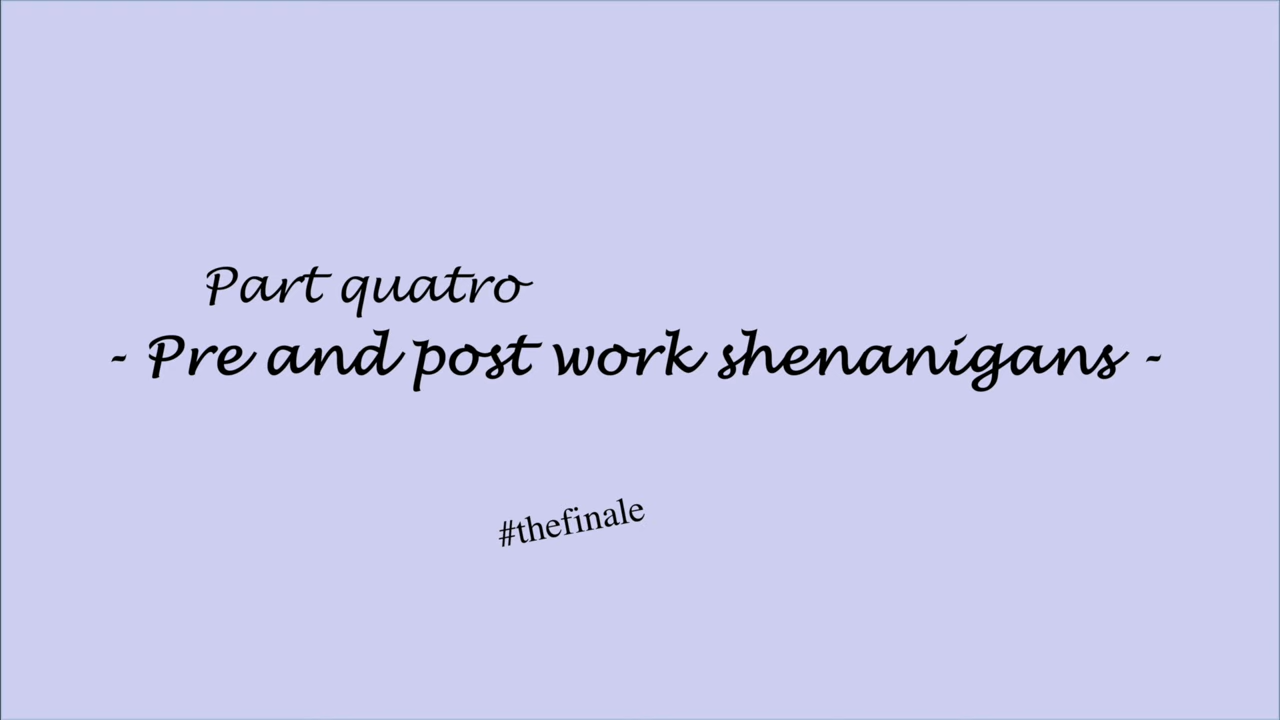 Part quatro
- Pre and post work shenanigans -
#thefinale